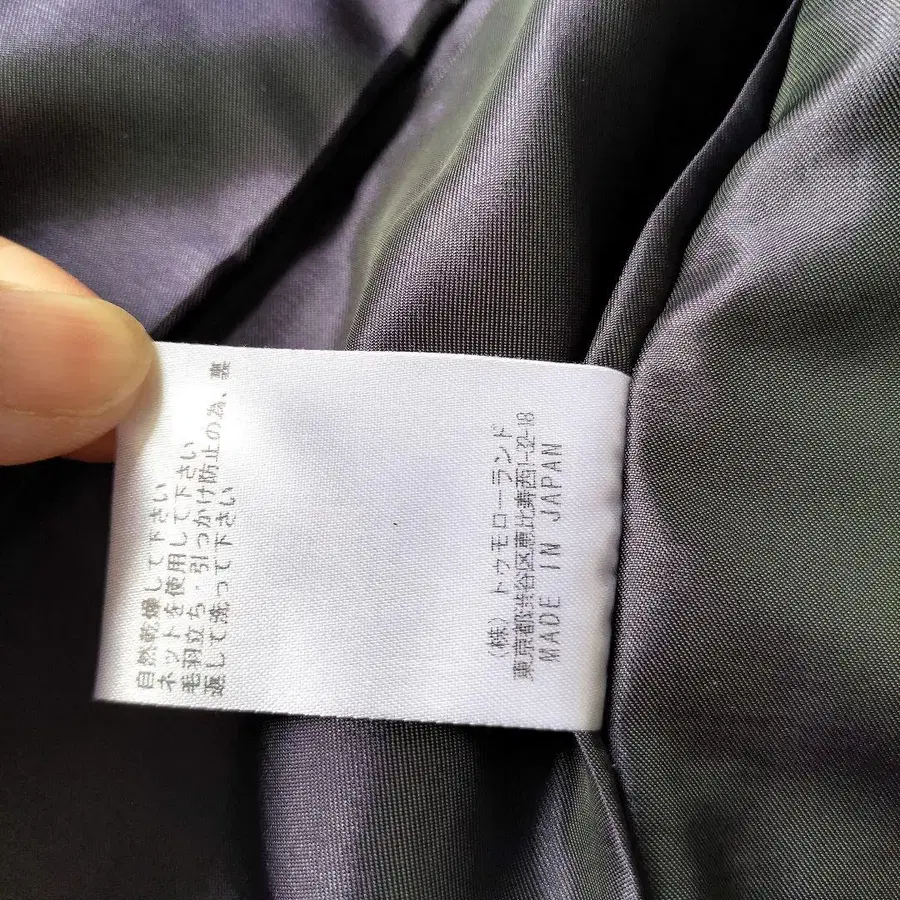 自然乾燥して下さい
ネットを使用して下さい
毛羽立ち・引っかけ防止の為、裏
返して洗って下さい
(株)トゥモローランド
東京都渋谷区恵比寿西1-32-18
MADE IN JAPAN